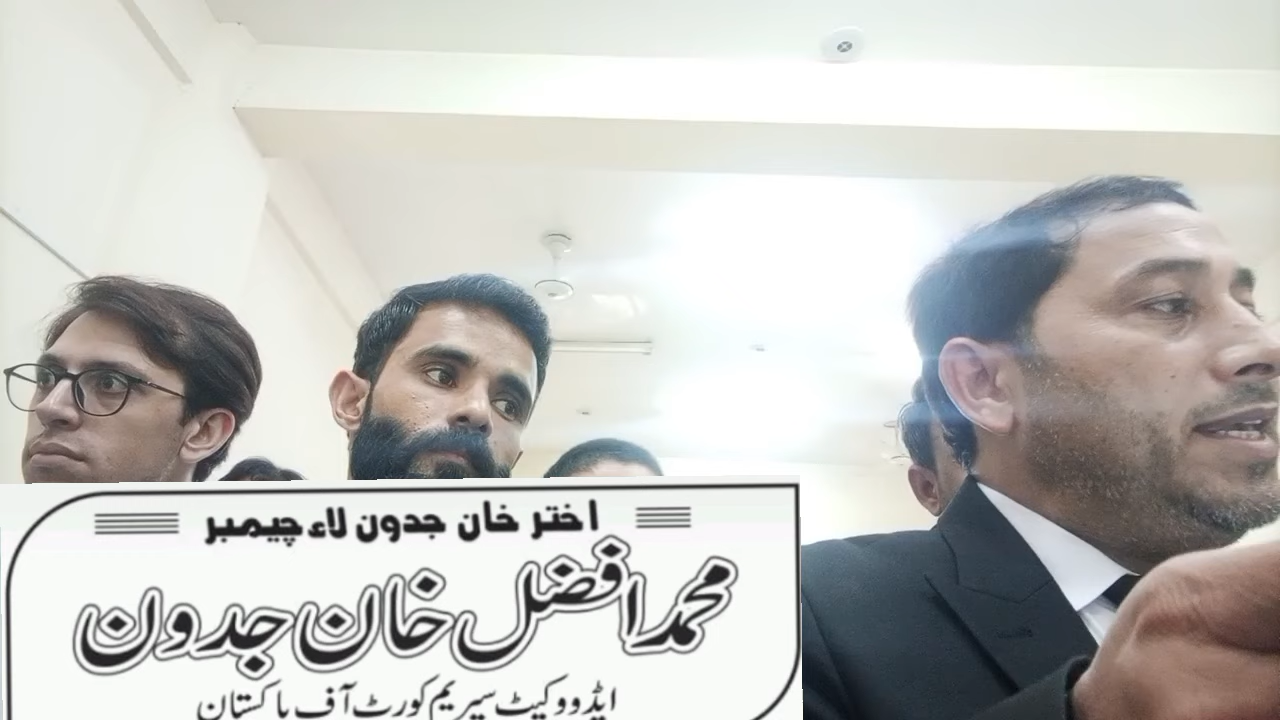 اختر خان جدون لاء چیمبر
محمد افضل خان جدون
ایڈووکیٹ سپریم کورٹ آف پاکستان